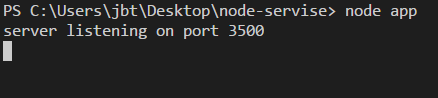 PS C:\Users\jbt\Desktop\node-servise> node app
server listening on port 3500